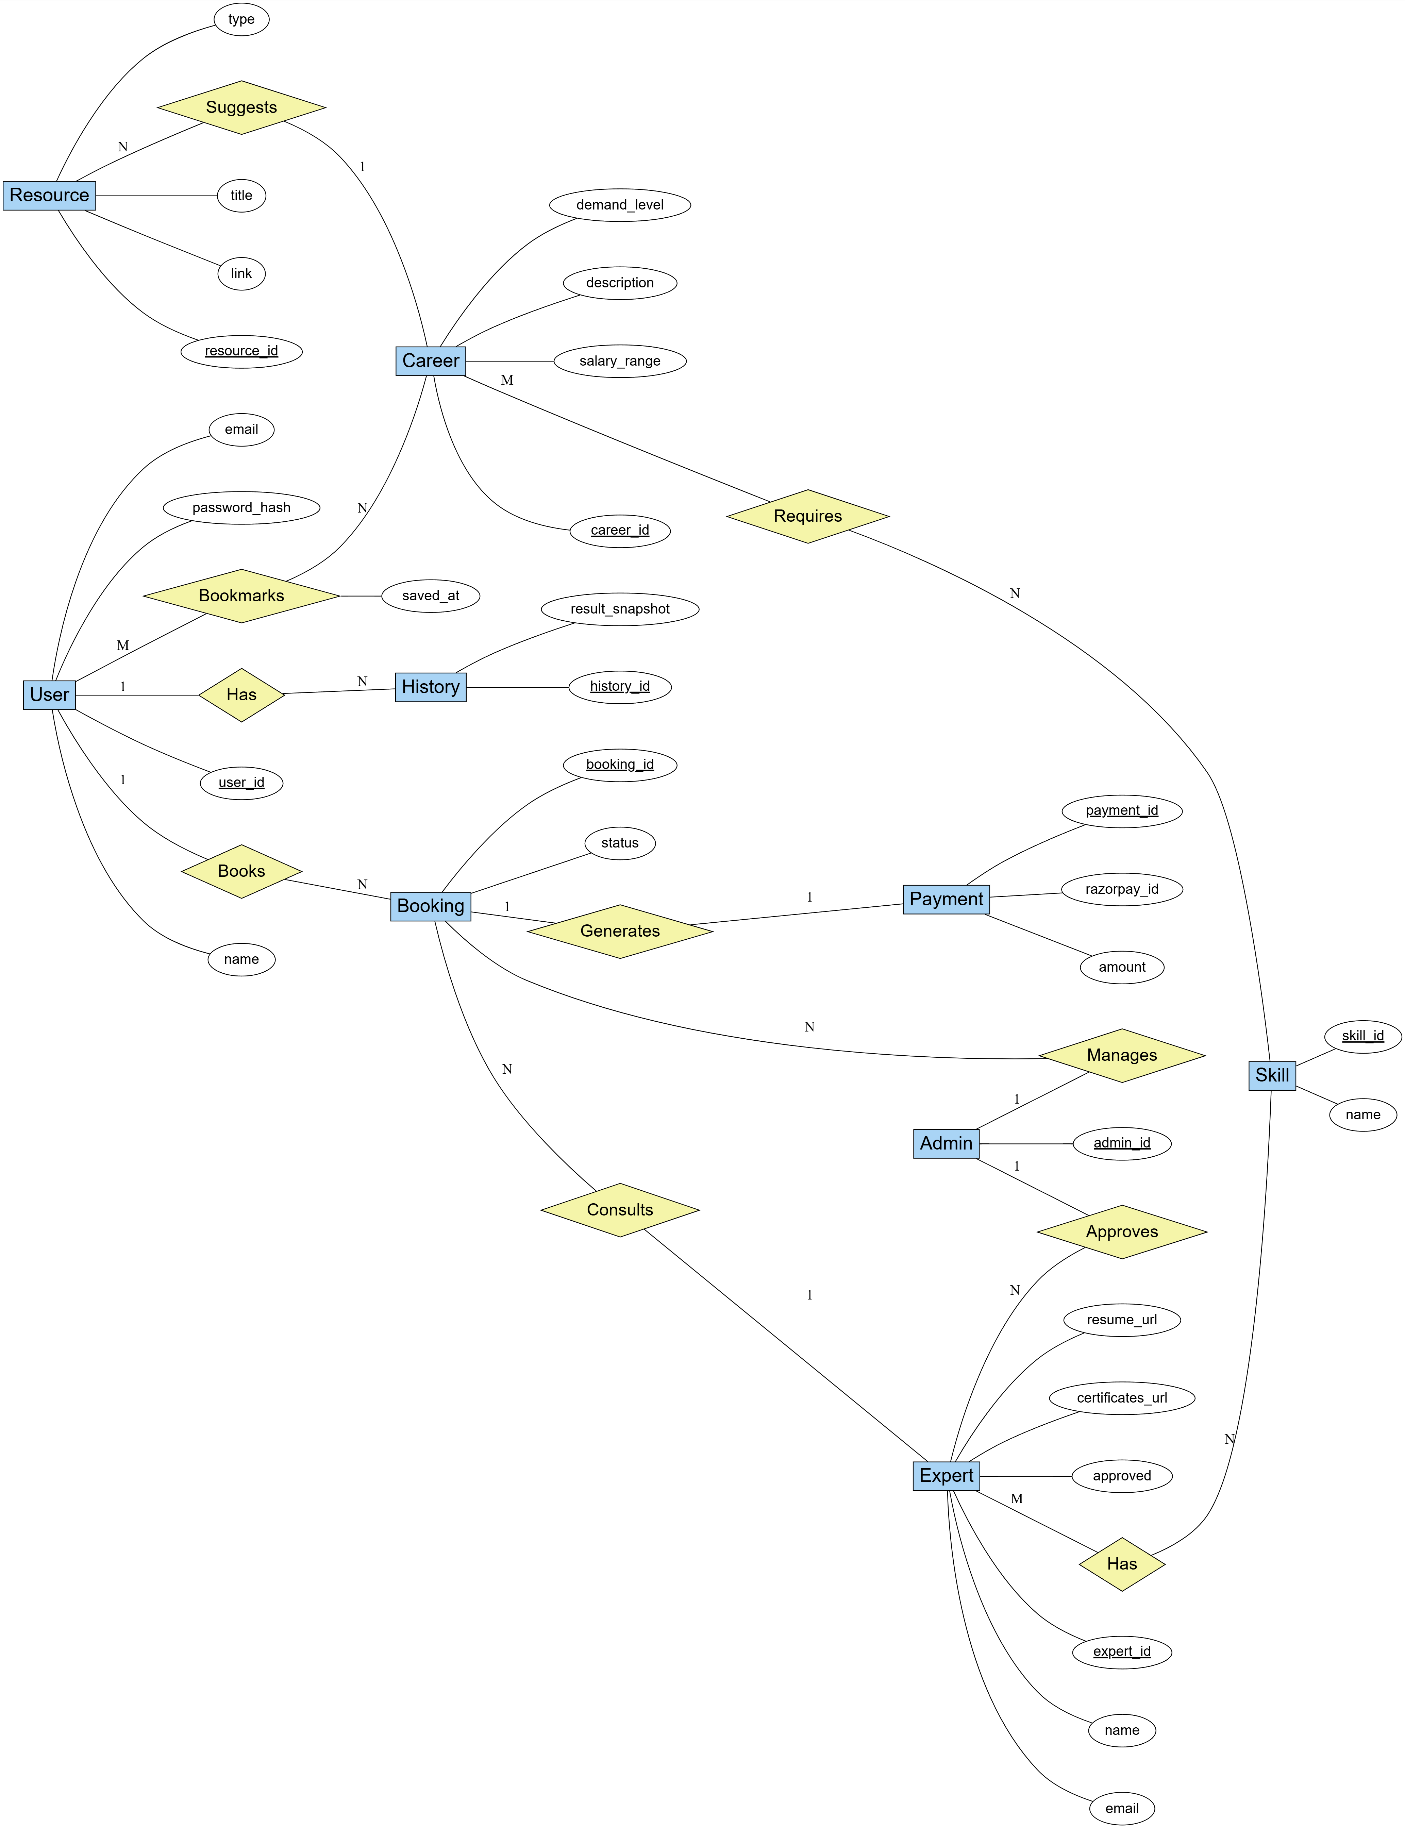 type
Suggests
N
1
Resource
title
link
resource_id
demand_level
description
Career
salary_range
M
career_id
Requires
N
email
password_hash
N
Bookmarks
saved_at
M
result_snapshot
User
1
Has
N
History
history_id
user_id
1
Books
N
name
booking_id
status
Booking
1
Generates
1
Payment
payment_id
razorpay_id
amount
N
Manages
1
Admin
admin_id
1
Approves
skill_id
Skill
name
N
Consults
1
N
resume_url
certificates_url
N
Expert
approved
M
Has
expert_id
name
email